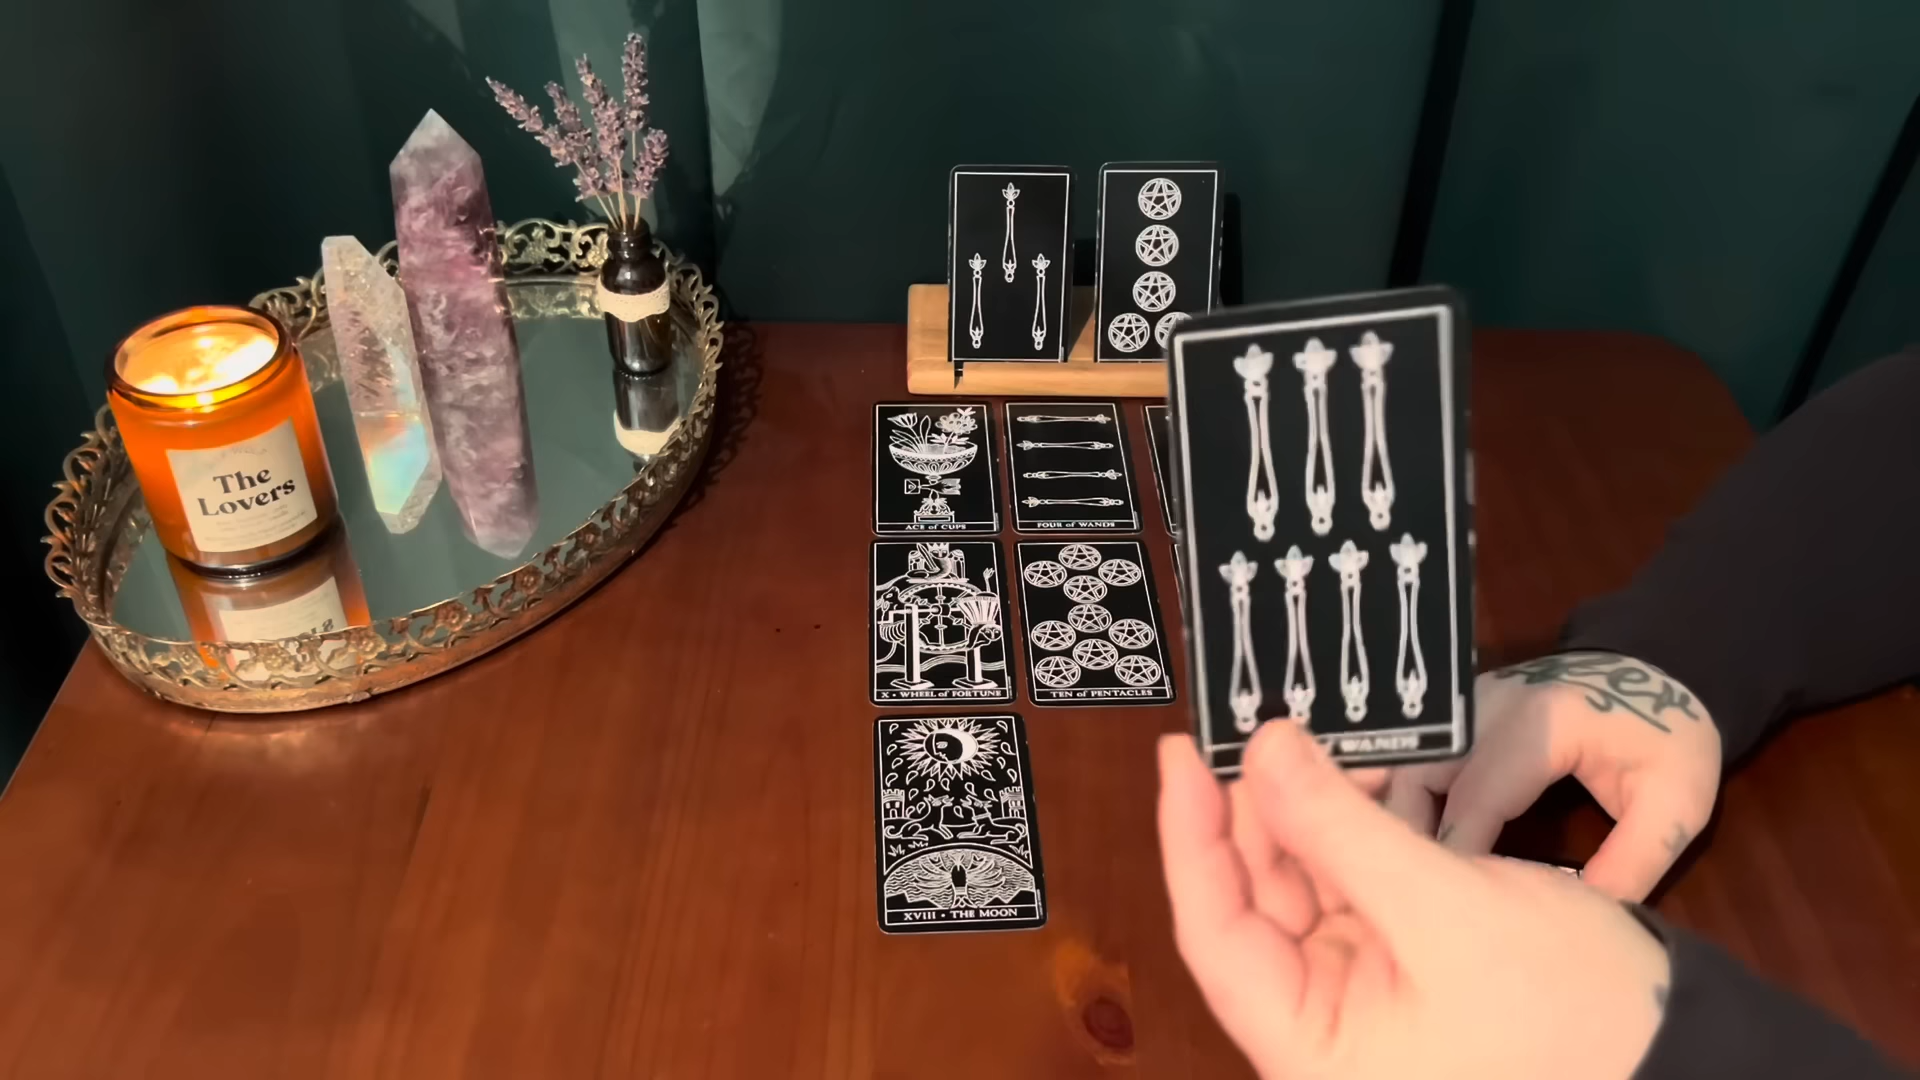 The
Lovers
ACE of CUPS
FOUR of WANDS
X • WHEEL of FORTUNE
TEN of PENTACLES
XVIII • THE MOON
WANDS